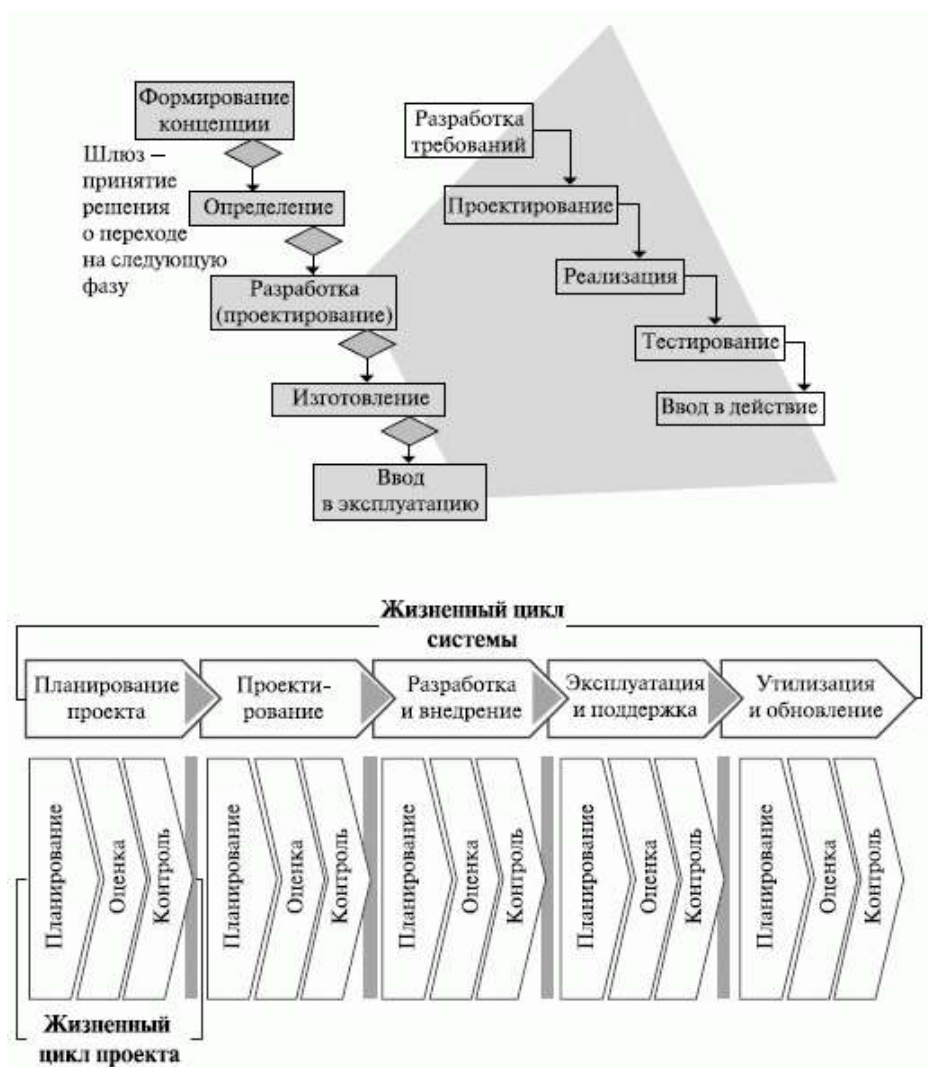 Формирование
концепции
Шлюз –
принятие
решения
о переходе
на следующую
фазу
Определение
Разработка
(проектирование)
Изготовление
Ввод
в эксплуатацию
Разработка
требований
Проектирование
Реализация
Тестирование
Ввод в действие
Жизненный цикл
системы
Планирование
проекта
Проекти-
рование
Разработка
и внедрение
Эксплуатация
и поддержка
Утилизация
и обновление
Планирование
Оценка
Контроль
Планирование
Оценка
Контроль
Планирование
Оценка
Контроль
Планирование
Оценка
Контроль
Планирование
Оценка
Контроль
Жизненный
цикл проекта